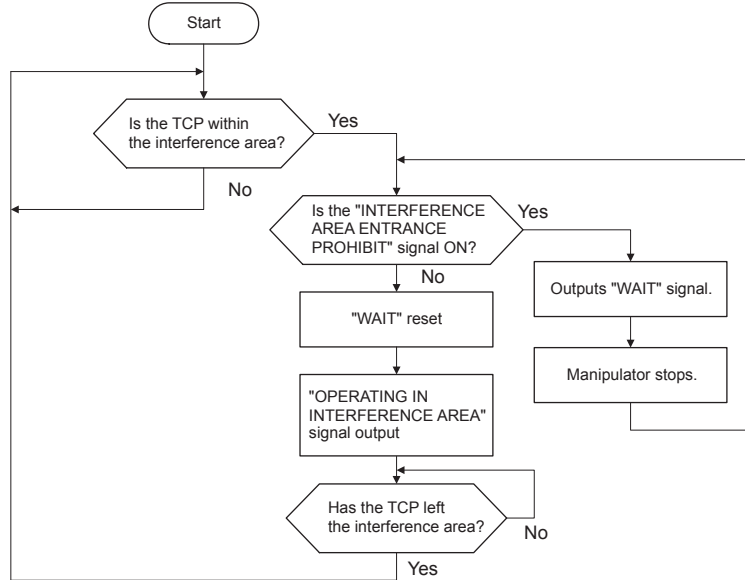 Start
Is the TCP within
the interference area?
Yes
No
Is the "INTERFERENCE
AREA ENTRANCE
PROHIBIT" signal ON?
Yes
No
Outputs "WAIT" signal.
"WAIT" reset
Manipulator stops.
"OPERATING IN
INTERFERENCE AREA"
signal output
Has the TCP left
the interference area?
No
Yes